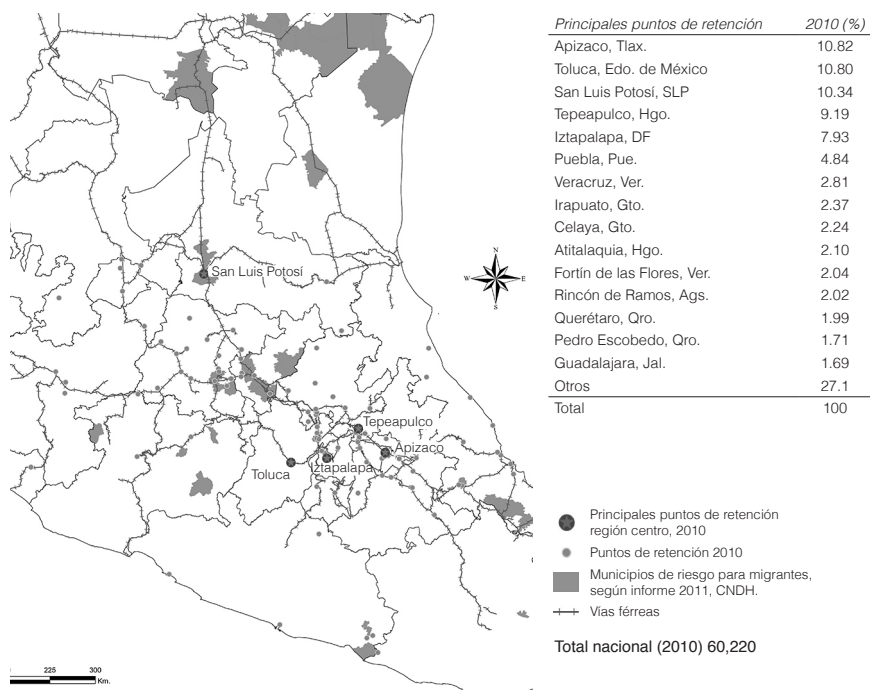 Principales puntos de retención 2010 (%)
Apizaco, Tlax. 10.82
Toluca, Edo. de México 10.80
San Luis Potosí, SLP 10.34
Tepeapulco, Hgo. 9.19
Iztapalapa, DF 7.93
Puebla, Pue. 4.84
Veracruz, Ver. 2.81
Irapuato, Gto. 2.37
Celaya, Gto. 2.24
Atitalaquia, Hgo. 2.10
Fortín de las Flores, Ver. 2.04
Rincón de Ramos, Ags. 2.02
Querétaro, Qro. 1.99
Pedro Escobedo, Qro. 1.71
Guadalajara, Jal. 1.69
Otros 27.1
Total 100
N
W E
S
San Luis Potosí
Tepeapulco
Apizaco
Iztapalapa
Toluca
Principales puntos de retención
región centro, 2010
Puntos de retención 2010
Municipios de riesgo para migrantes,
según informe 2011, CNDH.
Vías férreas
Total nacional (2010) 60,220
225 300
Km.